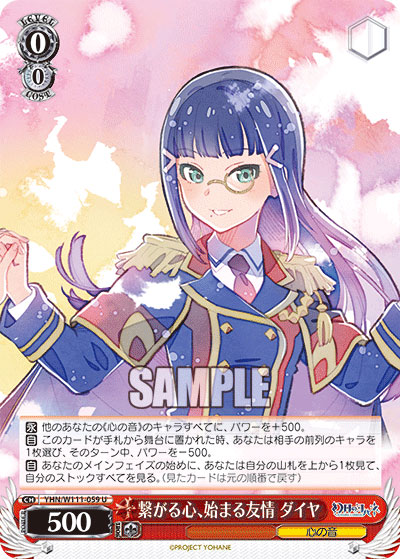 LEVEL
0
0
COST
SAMPLE
永 他のあなたの《心の音》のキャラすべてに、パワーを+500。
自 このカードが手札から舞台に置かれた時、あなたは相手の前列のキャラを
1枚選び、そのターン中、パワーを+500。
自 あなたのメインフェイズの始めに、あなたは自分の山札を上から1枚見て、
自分のストックすべてを見る。(見たカードは元の順番で戻す)
CH YHN/W111-059 U
500
繋がる心、始まる友情 ダイヤ
心の音
©PROJECT YOHANE